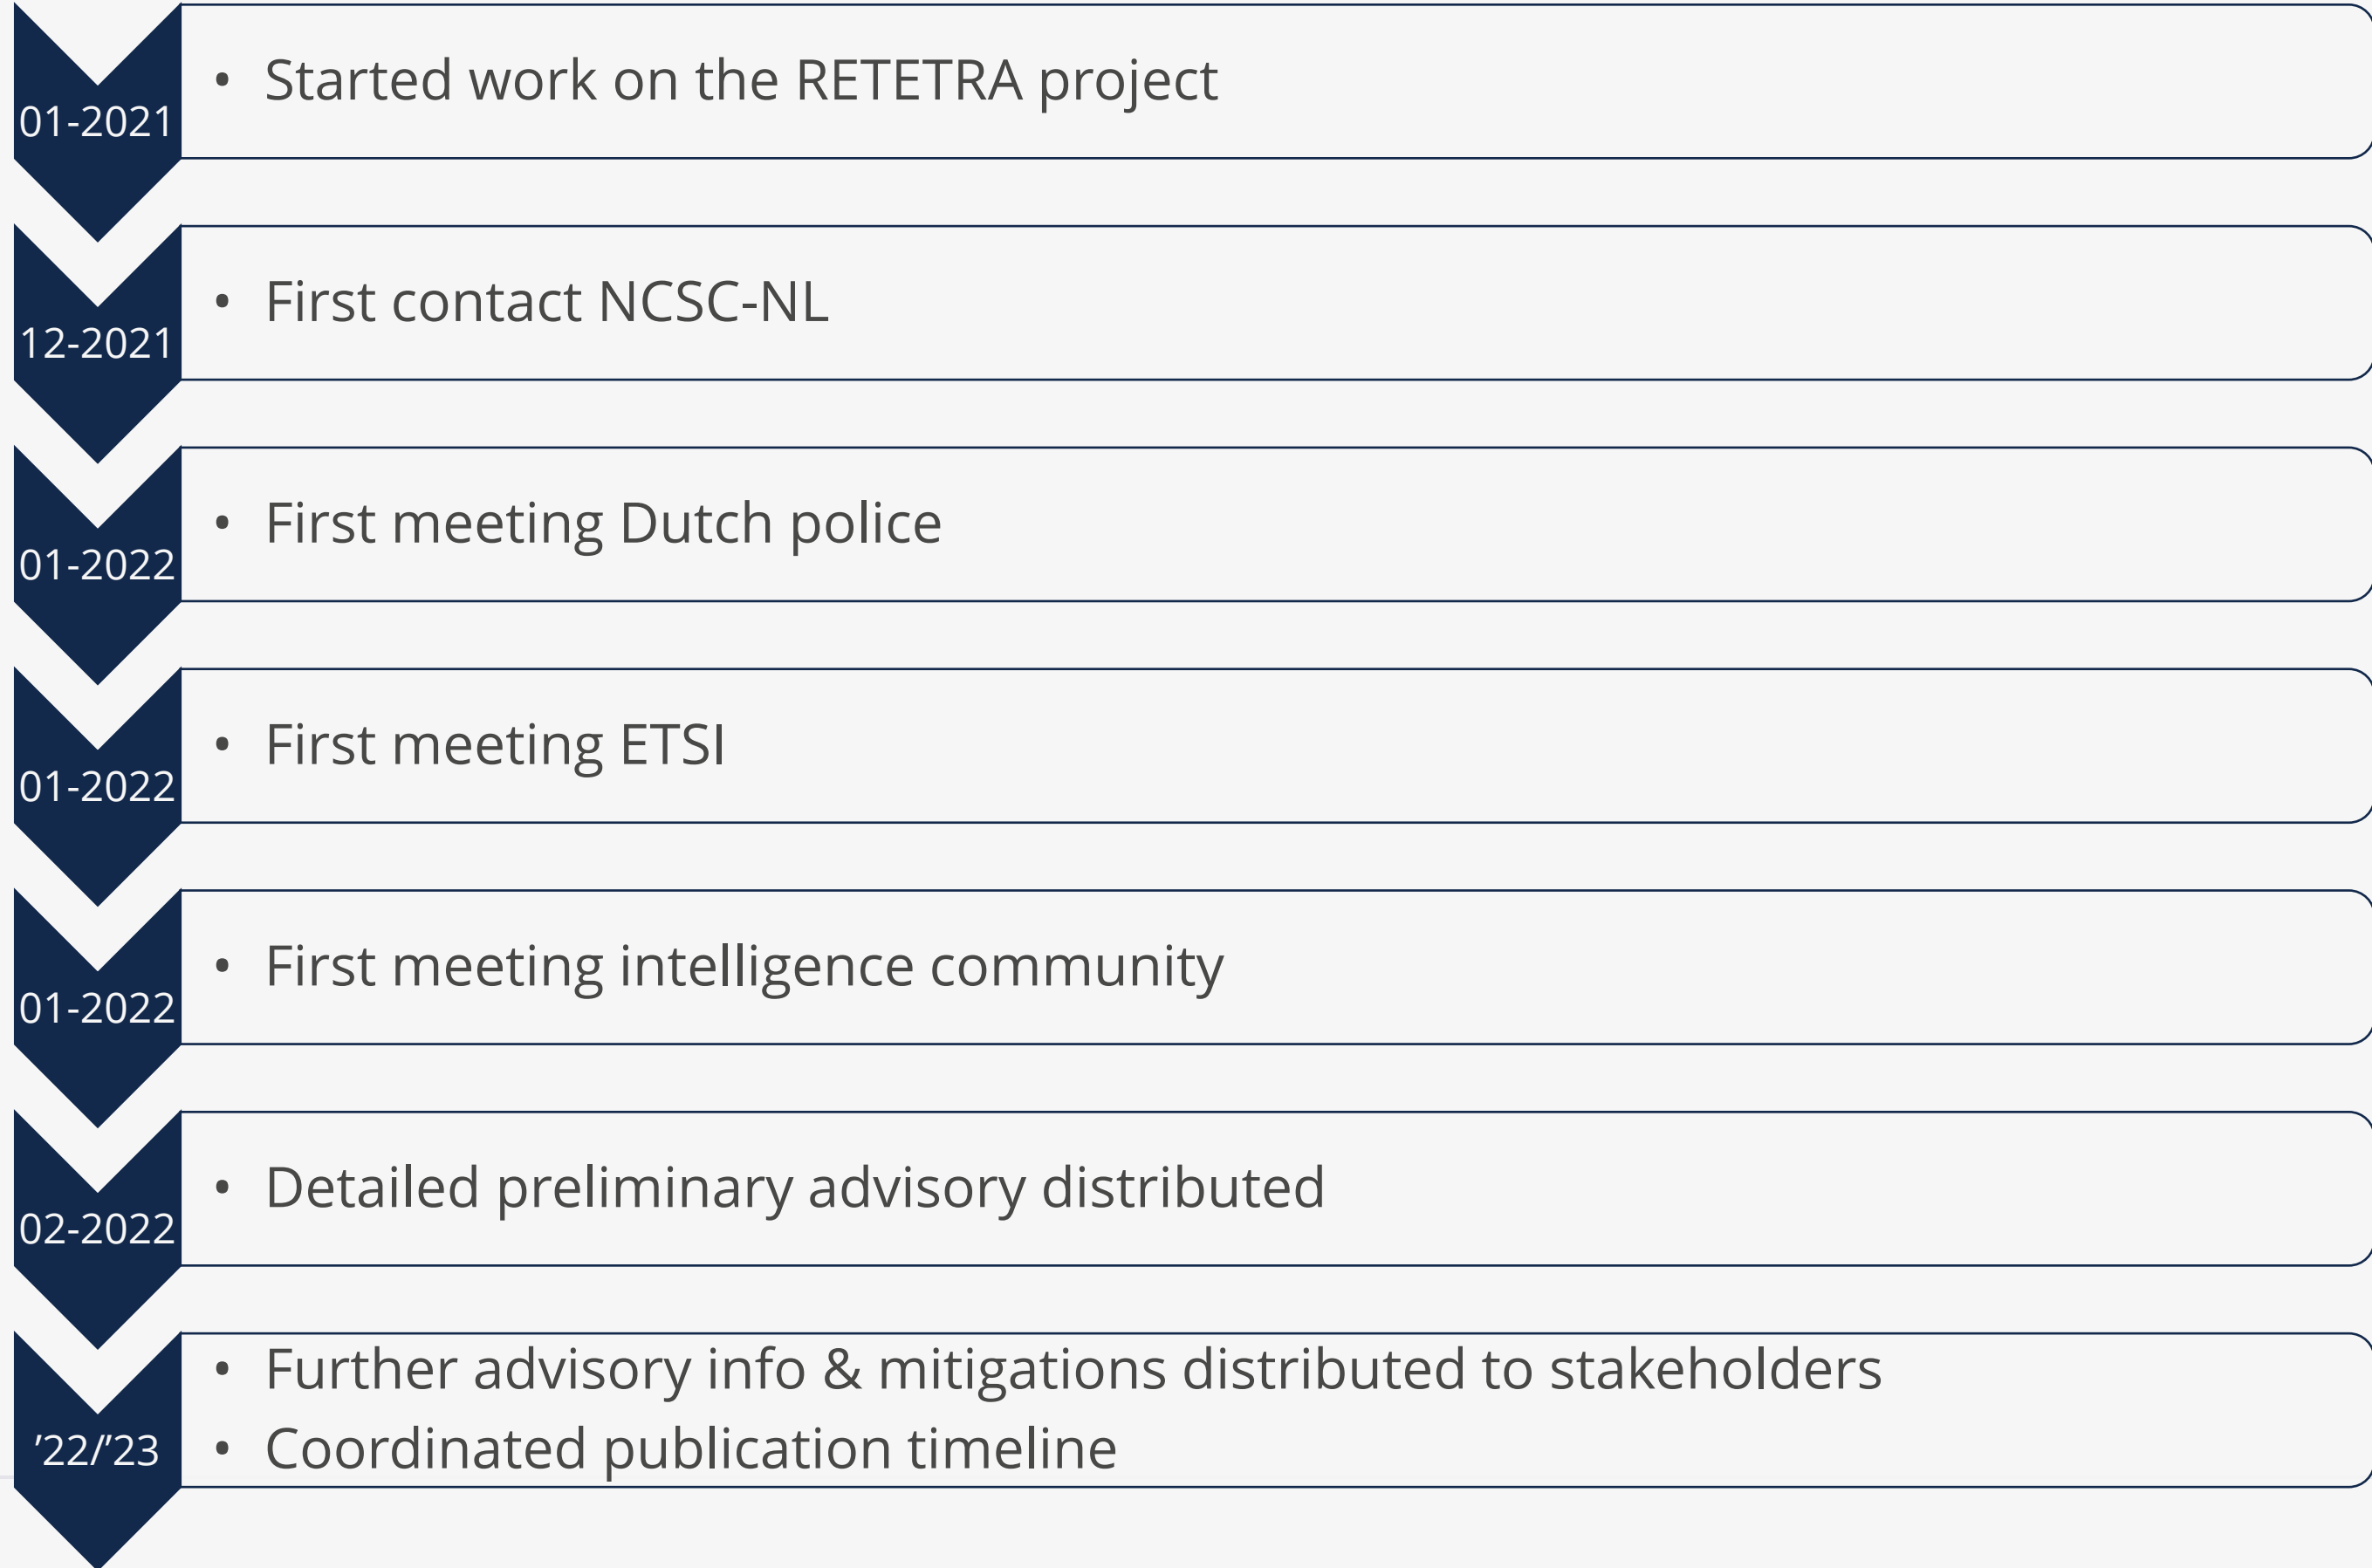 01-2021
• Started work on the RETETRA project
12-2021
• First contact NCSC-NL
01-2022
• First meeting Dutch police
01-2022
• First meeting ETSI
01-2022
• First meeting intelligence community
02-2022
• Detailed preliminary advisory distributed
’22/’23
• Further advisory info & mitigations distributed to stakeholders
• Coordinated publication timeline